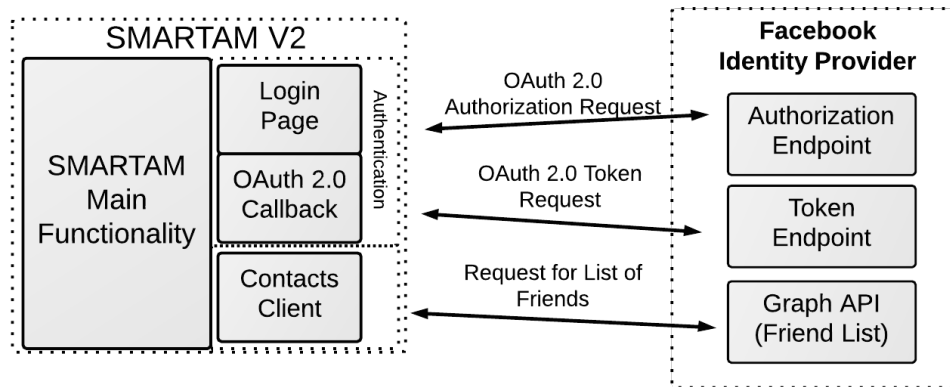 SMARTAM V2
SMARTAM
Main
Functionality
Login
Page
OAuth 2.0
Callback
Authentication
Contacts
Client
OAuth 2.0
Authorization Request
OAuth 2.0 Token
Request
Request for List of
Friends
Facebook
Identity Provider
Authorization
Endpoint
Token
Endpoint
Graph API
(Friend List)